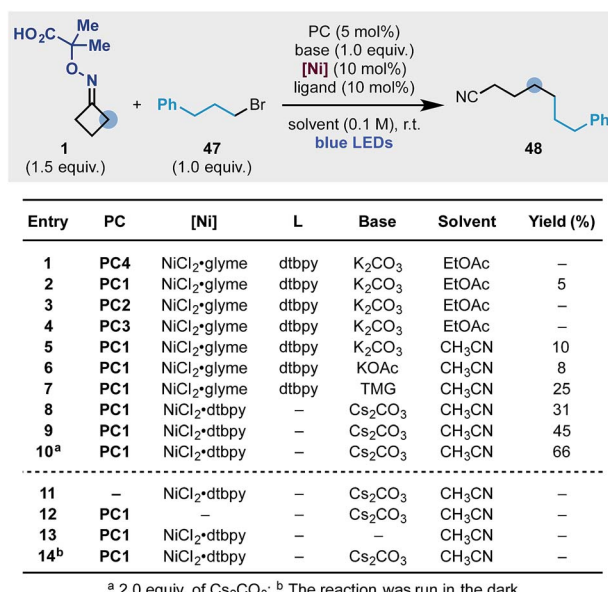 HO₂C Me
Me
O
N
PC (5 mol%)
base (1.0 equiv.)
[Ni] (10 mol%)
ligand (10 mol%)
+ Ph Br
NC Ph
solvent (0.1 M), r.t.
blue LEDs
1 47 48
(1.5 equiv.) (1.0 equiv.)
Entry PC [Ni] L Base Solvent Yield (%)
1 PC4 NiCl₂•glyme dtbpy K₂CO₃ EtOAc –
2 PC1 NiCl₂•glyme dtbpy K₂CO₃ EtOAc 5
3 PC2 NiCl₂•glyme dtbpy K₂CO₃ EtOAc –
4 PC3 NiCl₂•glyme dtbpy K₂CO₃ EtOAc –
5 PC1 NiCl₂•glyme dtbpy K₂CO₃ CH₃CN 10
6 PC1 NiCl₂•glyme dtbpy KOAc CH₃CN 8
7 PC1 NiCl₂•glyme dtbpy TMG CH₃CN 25
8 PC1 NiCl₂•dtbpy – Cs₂CO₃ CH₃CN 31
9 PC1 NiCl₂•dtbpy – Cs₂CO₃ CH₃CN 45
10ᵃ PC1 NiCl₂•dtbpy – Cs₂CO₃ CH₃CN 66
11 – NiCl₂•dtbpy – Cs₂CO₃ CH₃CN –
12 PC1 – – Cs₂CO₃ CH₃CN –
13 PC1 NiCl₂•dtbpy – – CH₃CN –
14ᵇ PC1 NiCl₂•dtbpy – Cs₂CO₃ CH₃CN –
ᵃ 2.0 equiv. of Cs₂CO₃; ᵇ The reaction was run in the dark